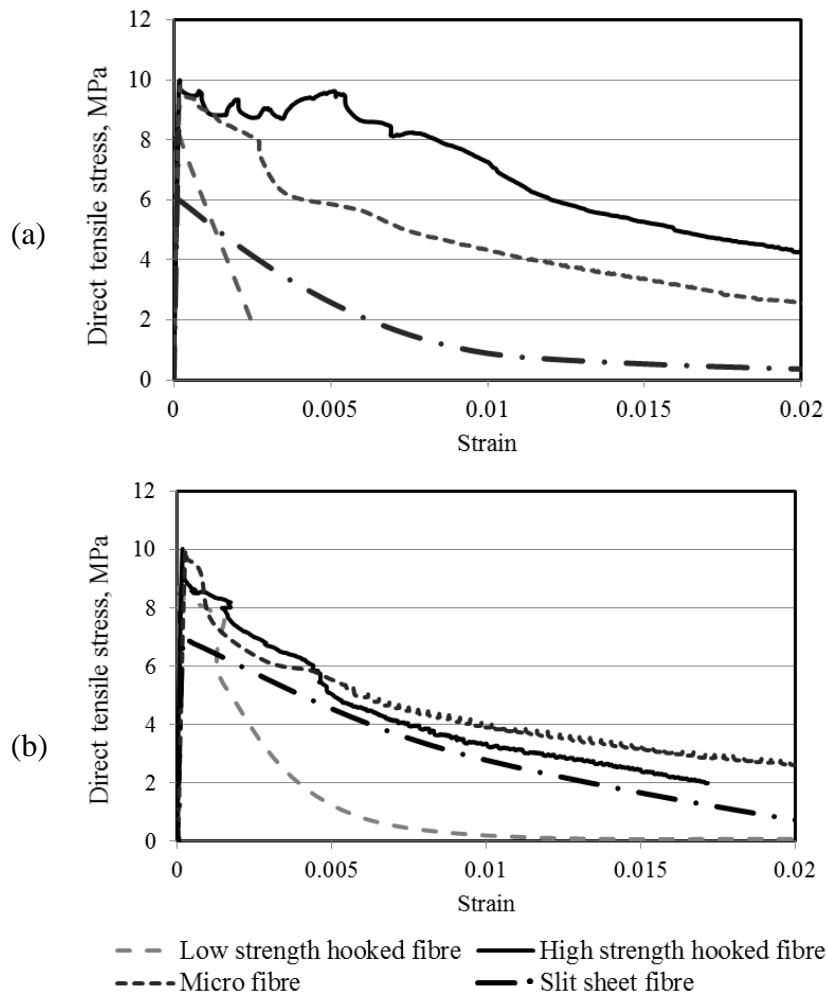 12
10
8
6
4
2
0
Direct tensile stress, MPa
(a)
0 0.005 0.01 0.015 0.02
Strain
12
10
8
6
4
2
0
Direct tensile stress, MPa
(b)
0 0.005 0.01 0.015 0.02
Strain
Low strength hooked fibre High strength hooked fibre
Micro fibre Slit sheet fibre